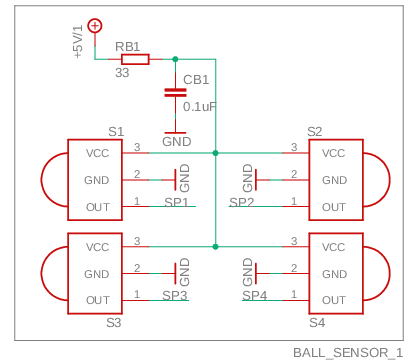 +5V/1
RB1
33
CB1
0.1uF
GND
S1
VCC 3
GND 2 GND
OUT 1 SP1
S2
3 VCC
GND 2 GND
SP2 1 OUT
VCC 3
GND 2 GND
OUT 1 SP3
S3
3 VCC
GND 2 GND
SP4 1 OUT
S4
BALL_SENSOR_1